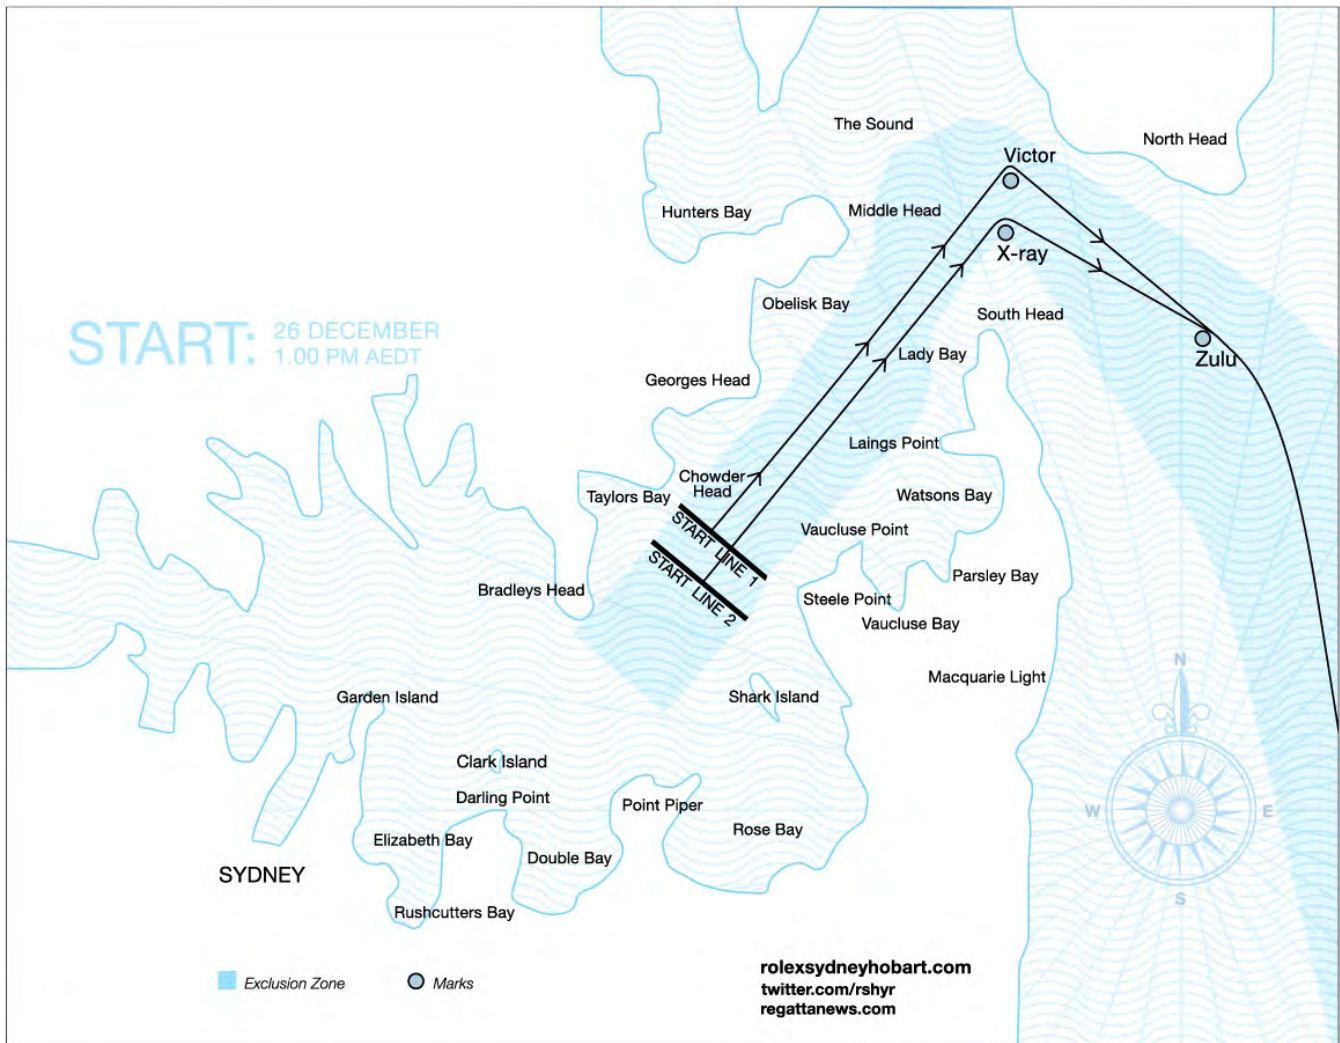 The Sound
North Head
Victor
Hunters Bay
Middle Head
X-ray
Obelisk Bay
South Head
START:
26 DECEMBER
1.00 PM AEDT
Lady Bay
Zulu
Georges Head
Laings Point
Chowder
Head
Taylors Bay
Watsons Bay
START LINE 1
Vaucluse Point
START LINE 2
Parsley Bay
Bradleys Head
Steele Point
Vaucluse Bay
N
Macquarie Light
Garden Island
Shark Island
Clark Island
Darling Point
Point Piper
W
E
Rose Bay
Elizabeth Bay
Double Bay
SYDNEY
S
Rushcutters Bay
Exclusion Zone
Marks
rolexsydneyhobart.com
twitter.com/rshyr
regattanews.com